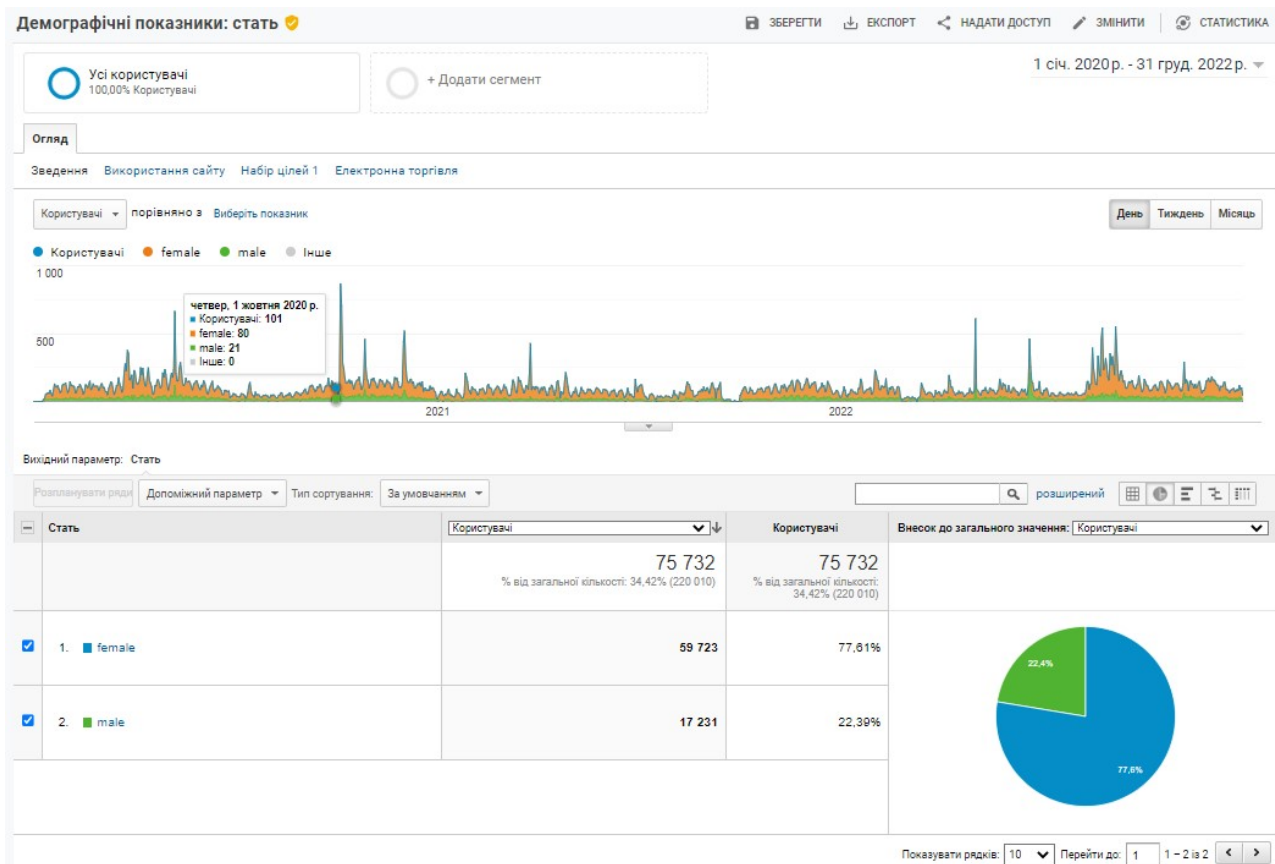 Демографічні показники: стать
ЗБЕРЕГТИ ЕКСПОРТ НАДАТИ ДОСТУП ЗМІНИТИ СТАТИСТИКА
Усі користувачі
100,00% Користувачі
+ Додати сегмент
1 січ. 2020 р. - 31 груд. 2022 р.
Огляд
Зведення Використання сайту Набір цілей 1 Електронна торгівля
Користувачі порівняно з Виберіть показник
День Тиждень Місяць
Користувачі female male Інше
1 000
500
четвер, 1 жовтня 2020 р.
Користувачі: 101
female: 80
male: 21
Інше: 0
2021 2022
Вихідний параметр: Стать
Розпланувати ряди Допоміжний параметр Тип сортування: За умовчанням розширений
Стать Користувачі Користувачі Внесок до загального значення: Користувачі
75 732 75 732
% від загальної кількості: 34,42% (220 010) % від загальної кількості:
34,42% (220 010)
1. female 59 723 77,61%
2. male 17 231 22,39%
22,4%
77,6%
Показувати рядків: 10 Перейти до: 1 1 – 2 із 2